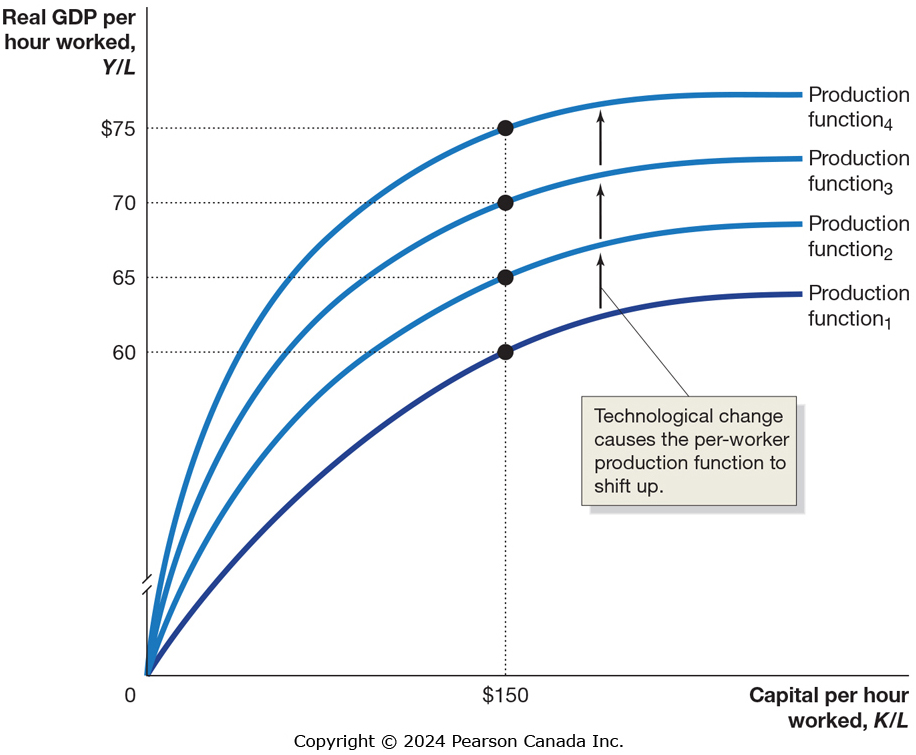 Real GDP per
hour worked,
Y/L
$75
70
65
60
0
$150
Capital per hour
worked, K/L
Production
function4
Production
function3
Production
function2
Production
function1
Technological change
causes the per-worker
production function to
shift up.
Copyright © 2024 Pearson Canada Inc.